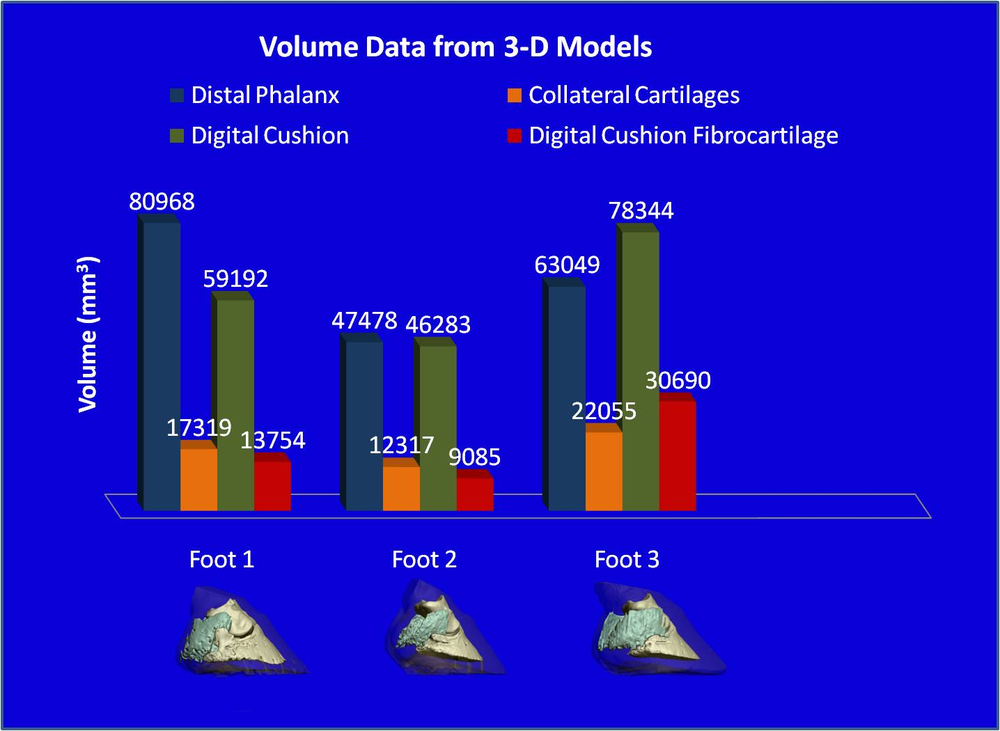 Volume Data from 3-D Models
Distal Phalanx
Collateral Cartilages
Digital Cushion
Digital Cushion Fibrocartilage
Volume (mm³)
80968
17319
59192
13754
47478
12317
46283
9085
63049
22055
78344
30690
Foot 1
Foot 2
Foot 3